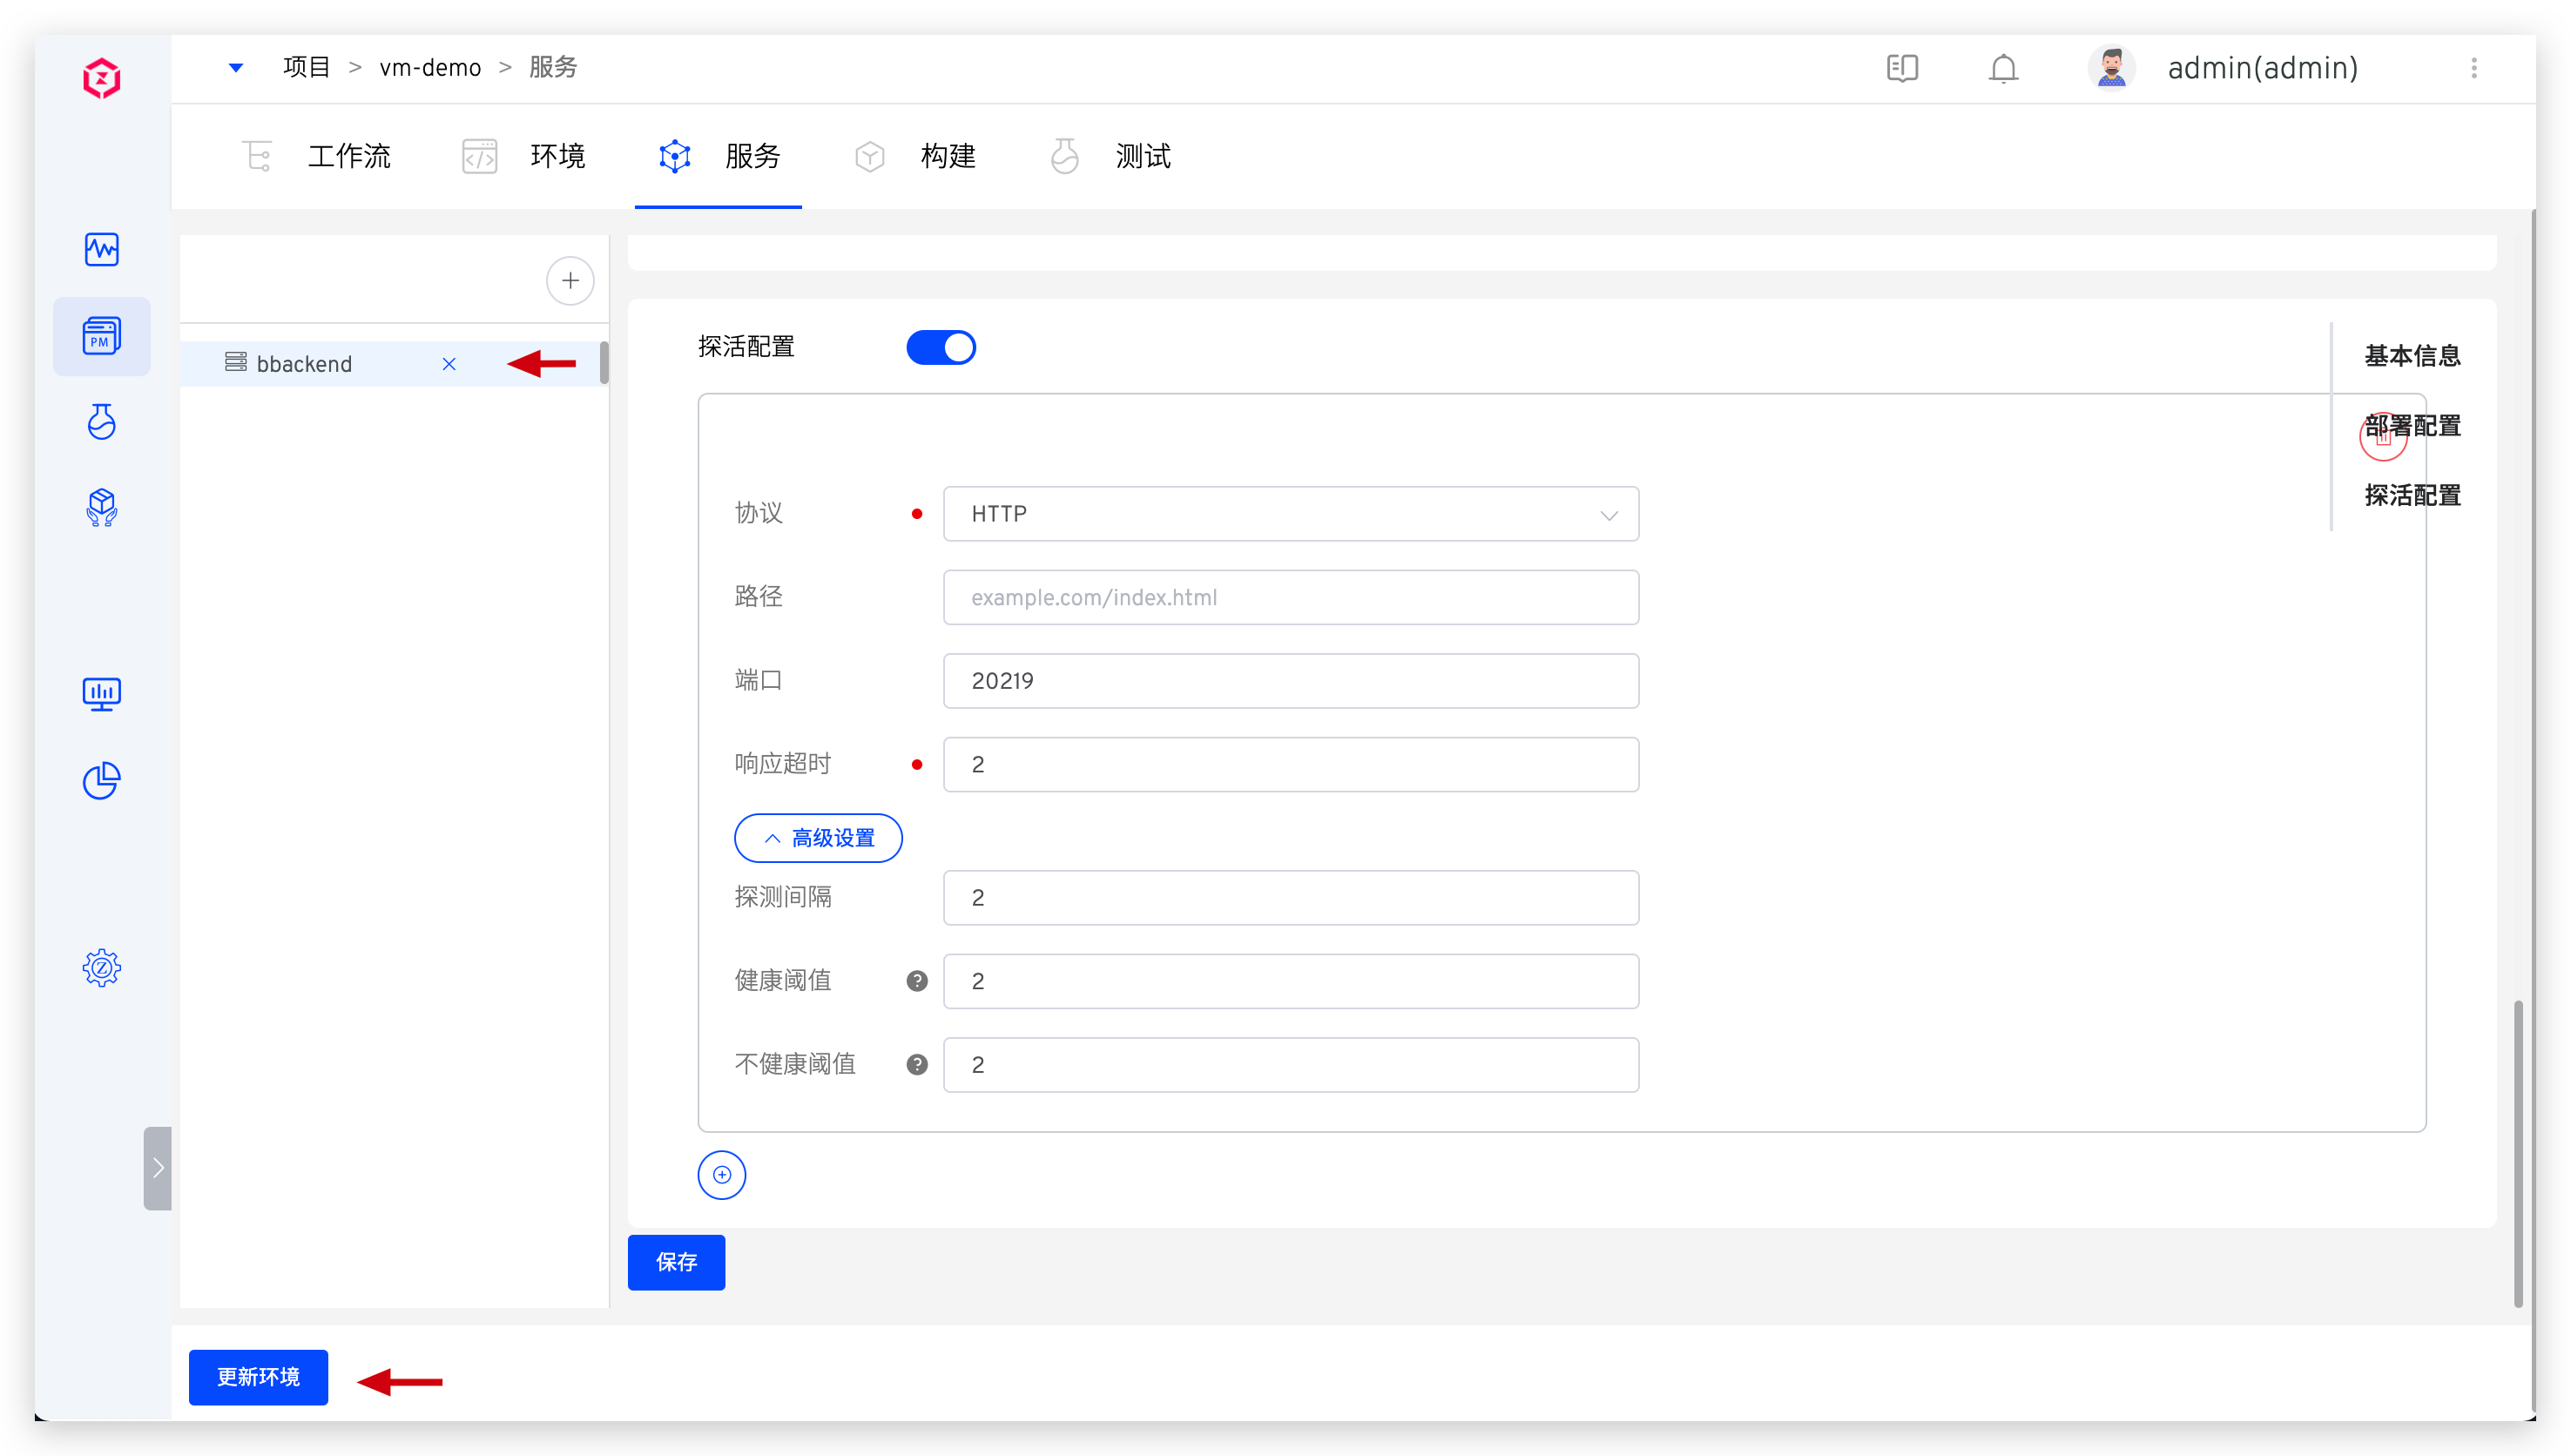 项目 > vm-demo > 服务
admin(admin)
工作流
环境
服务
构建
测试
PM
bbackend
探活配置
基本信息
部署配置
探活配置
协议
HTTP
路径
example.com/index.html
端口
20219
响应超时
2
高级设置
探测间隔
2
健康阈值
?
2
不健康阈值
?
2
保存
更新环境